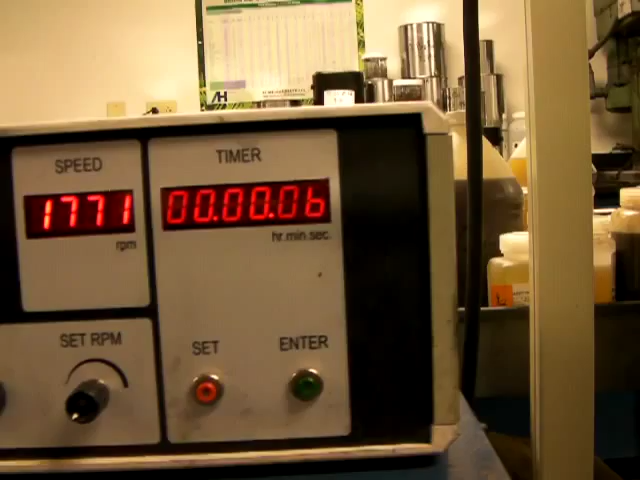 SPEED
1771
rpm
TIMER
00.00.06
hr.min.sec.
SET RPM
SET
ENTER